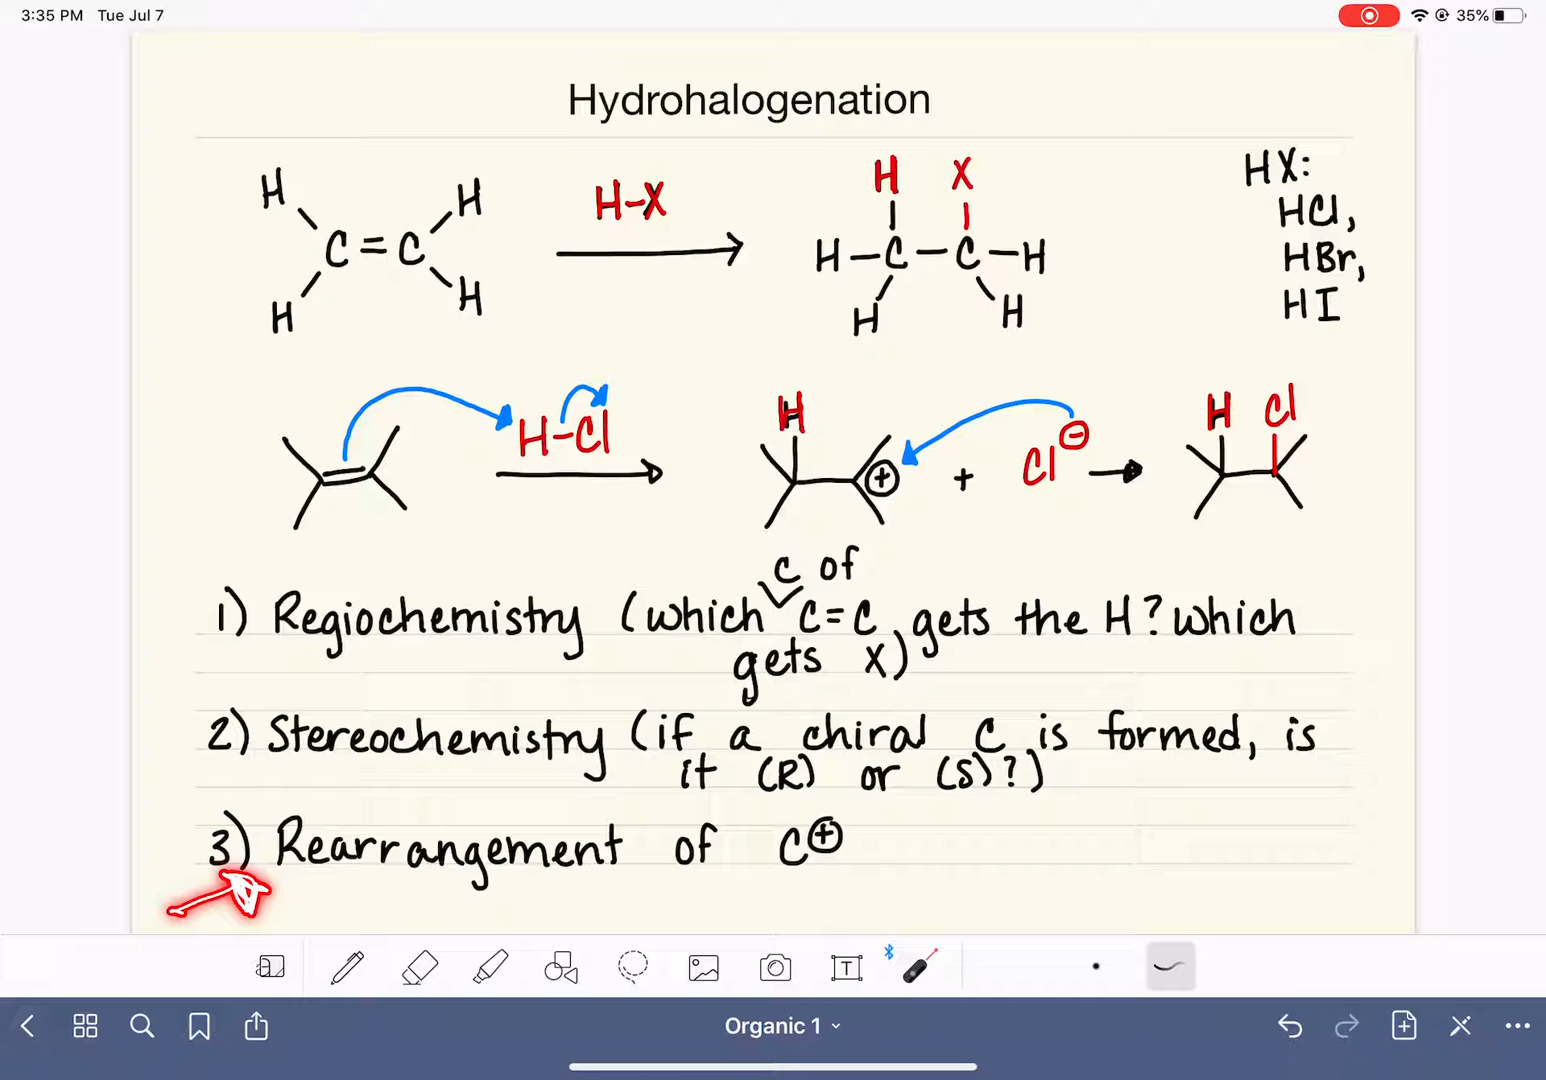 3:35 PM Tue Jul 7
35%
Hydrohalogenation
H H H-X H X HX:
C=C H-C-C-H HCl,
H H H H HBr,
HI
H-Cl H + Cl⊖ H Cl
⊕
C of
1) Regiochemistry (which C=C, gets the H? which
gets X)
2) Stereochemistry (if a chiral C is formed, is
it (R) or (S)?)
3) Rearrangement of C⊕
T
Organic 1